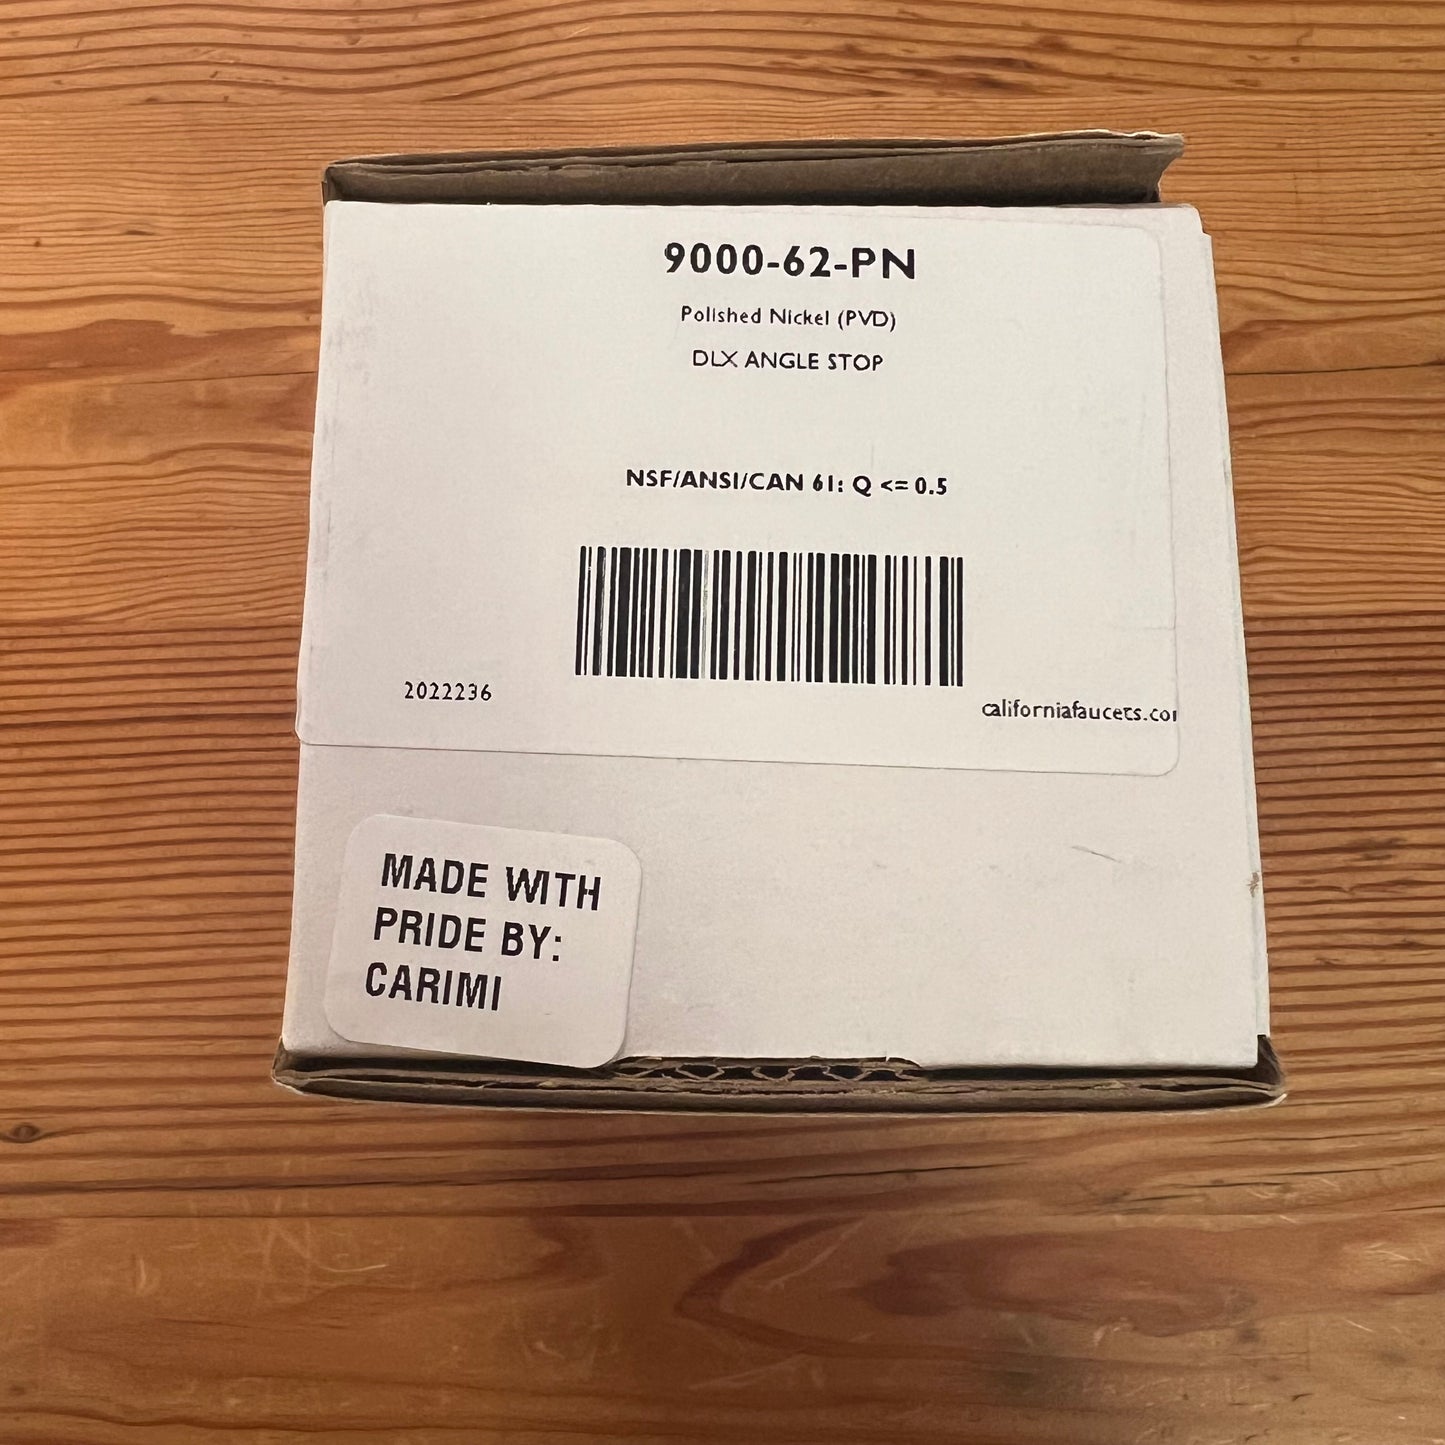 9000-62-PN
Polished Nickel (PVD)
DLX ANGLE STOP
NSF/ANSI/CAN 61: Q <= 0.5
2022236
californiafaucets.co
MADE WITH
PRIDE BY:
CARIMI